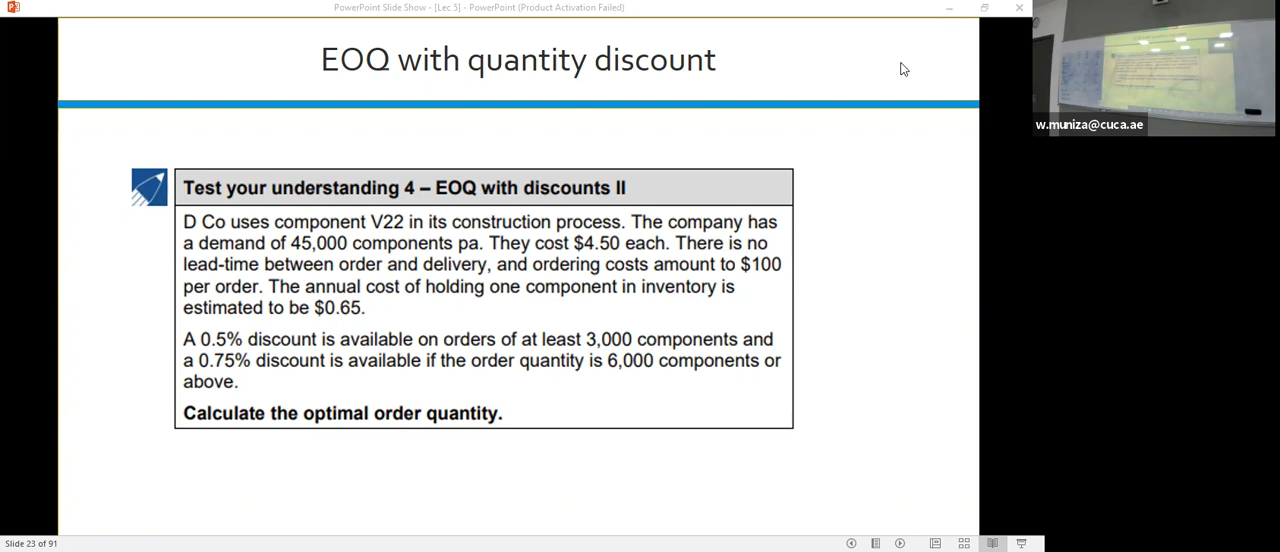 PowerPoint Slide Show - [Lec 3] - PowerPoint (Product Activation Failed)
EOQ with quantity discount
w.muniza@cuca.ae
Test your understanding 4 – EOQ with discounts II
D Co uses component V22 in its construction process. The company has
a demand of 45,000 components pa. They cost $4.50 each. There is no
lead-time between order and delivery, and ordering costs amount to $100
per order. The annual cost of holding one component in inventory is
estimated to be $0.65.
A 0.5% discount is available on orders of at least 3,000 components and
a 0.75% discount is available if the order quantity is 6,000 components or
above.
Calculate the optimal order quantity.
Slide 23 of 91